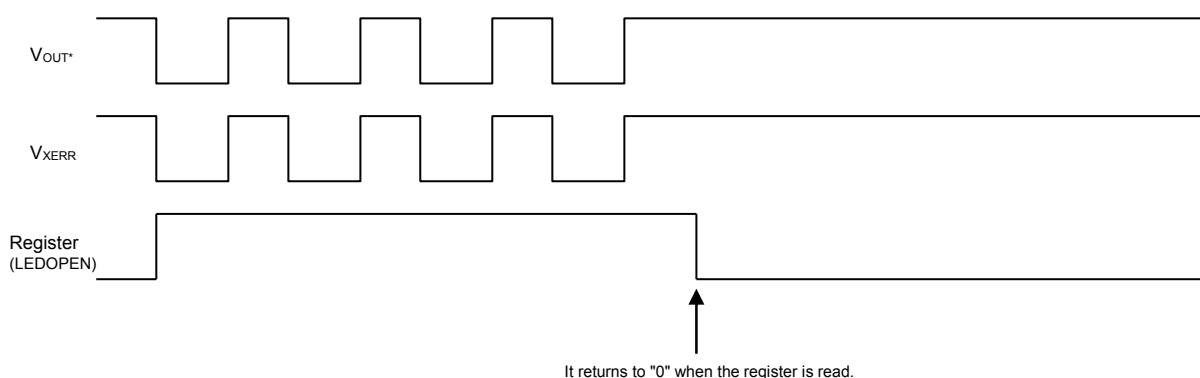 VOUT*
VXERR
Register
(LEDOPEN)
It returns to "0" when the register is read.